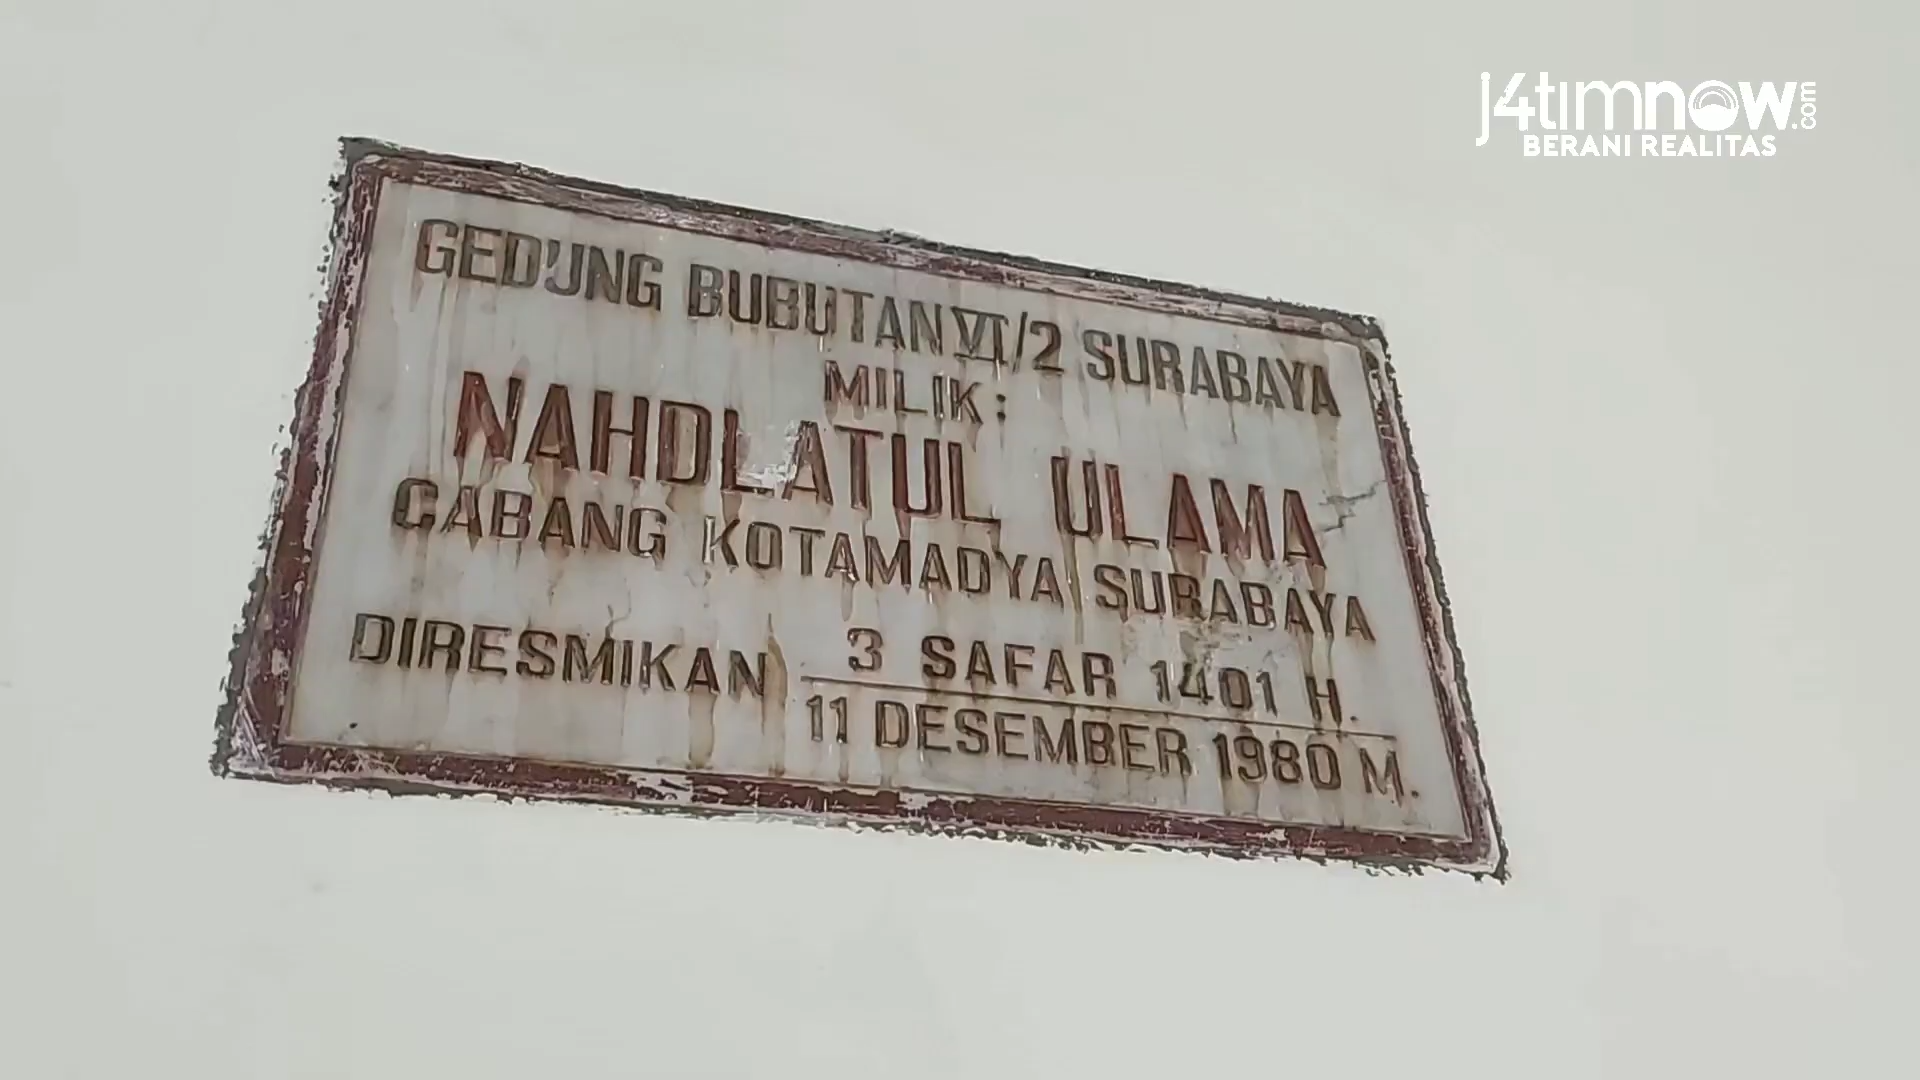 j4timnow.com
BERANI REALITAS
GEDUNG BUBUTAN VI/2 SURABAYA
MILIK:
NAHDLATUL ULAMA
CABANG KOTAMADYA SURABAYA
DIRESMIKAN 3 SAFAR 1401 H.
11 DESEMBER 1980 M.